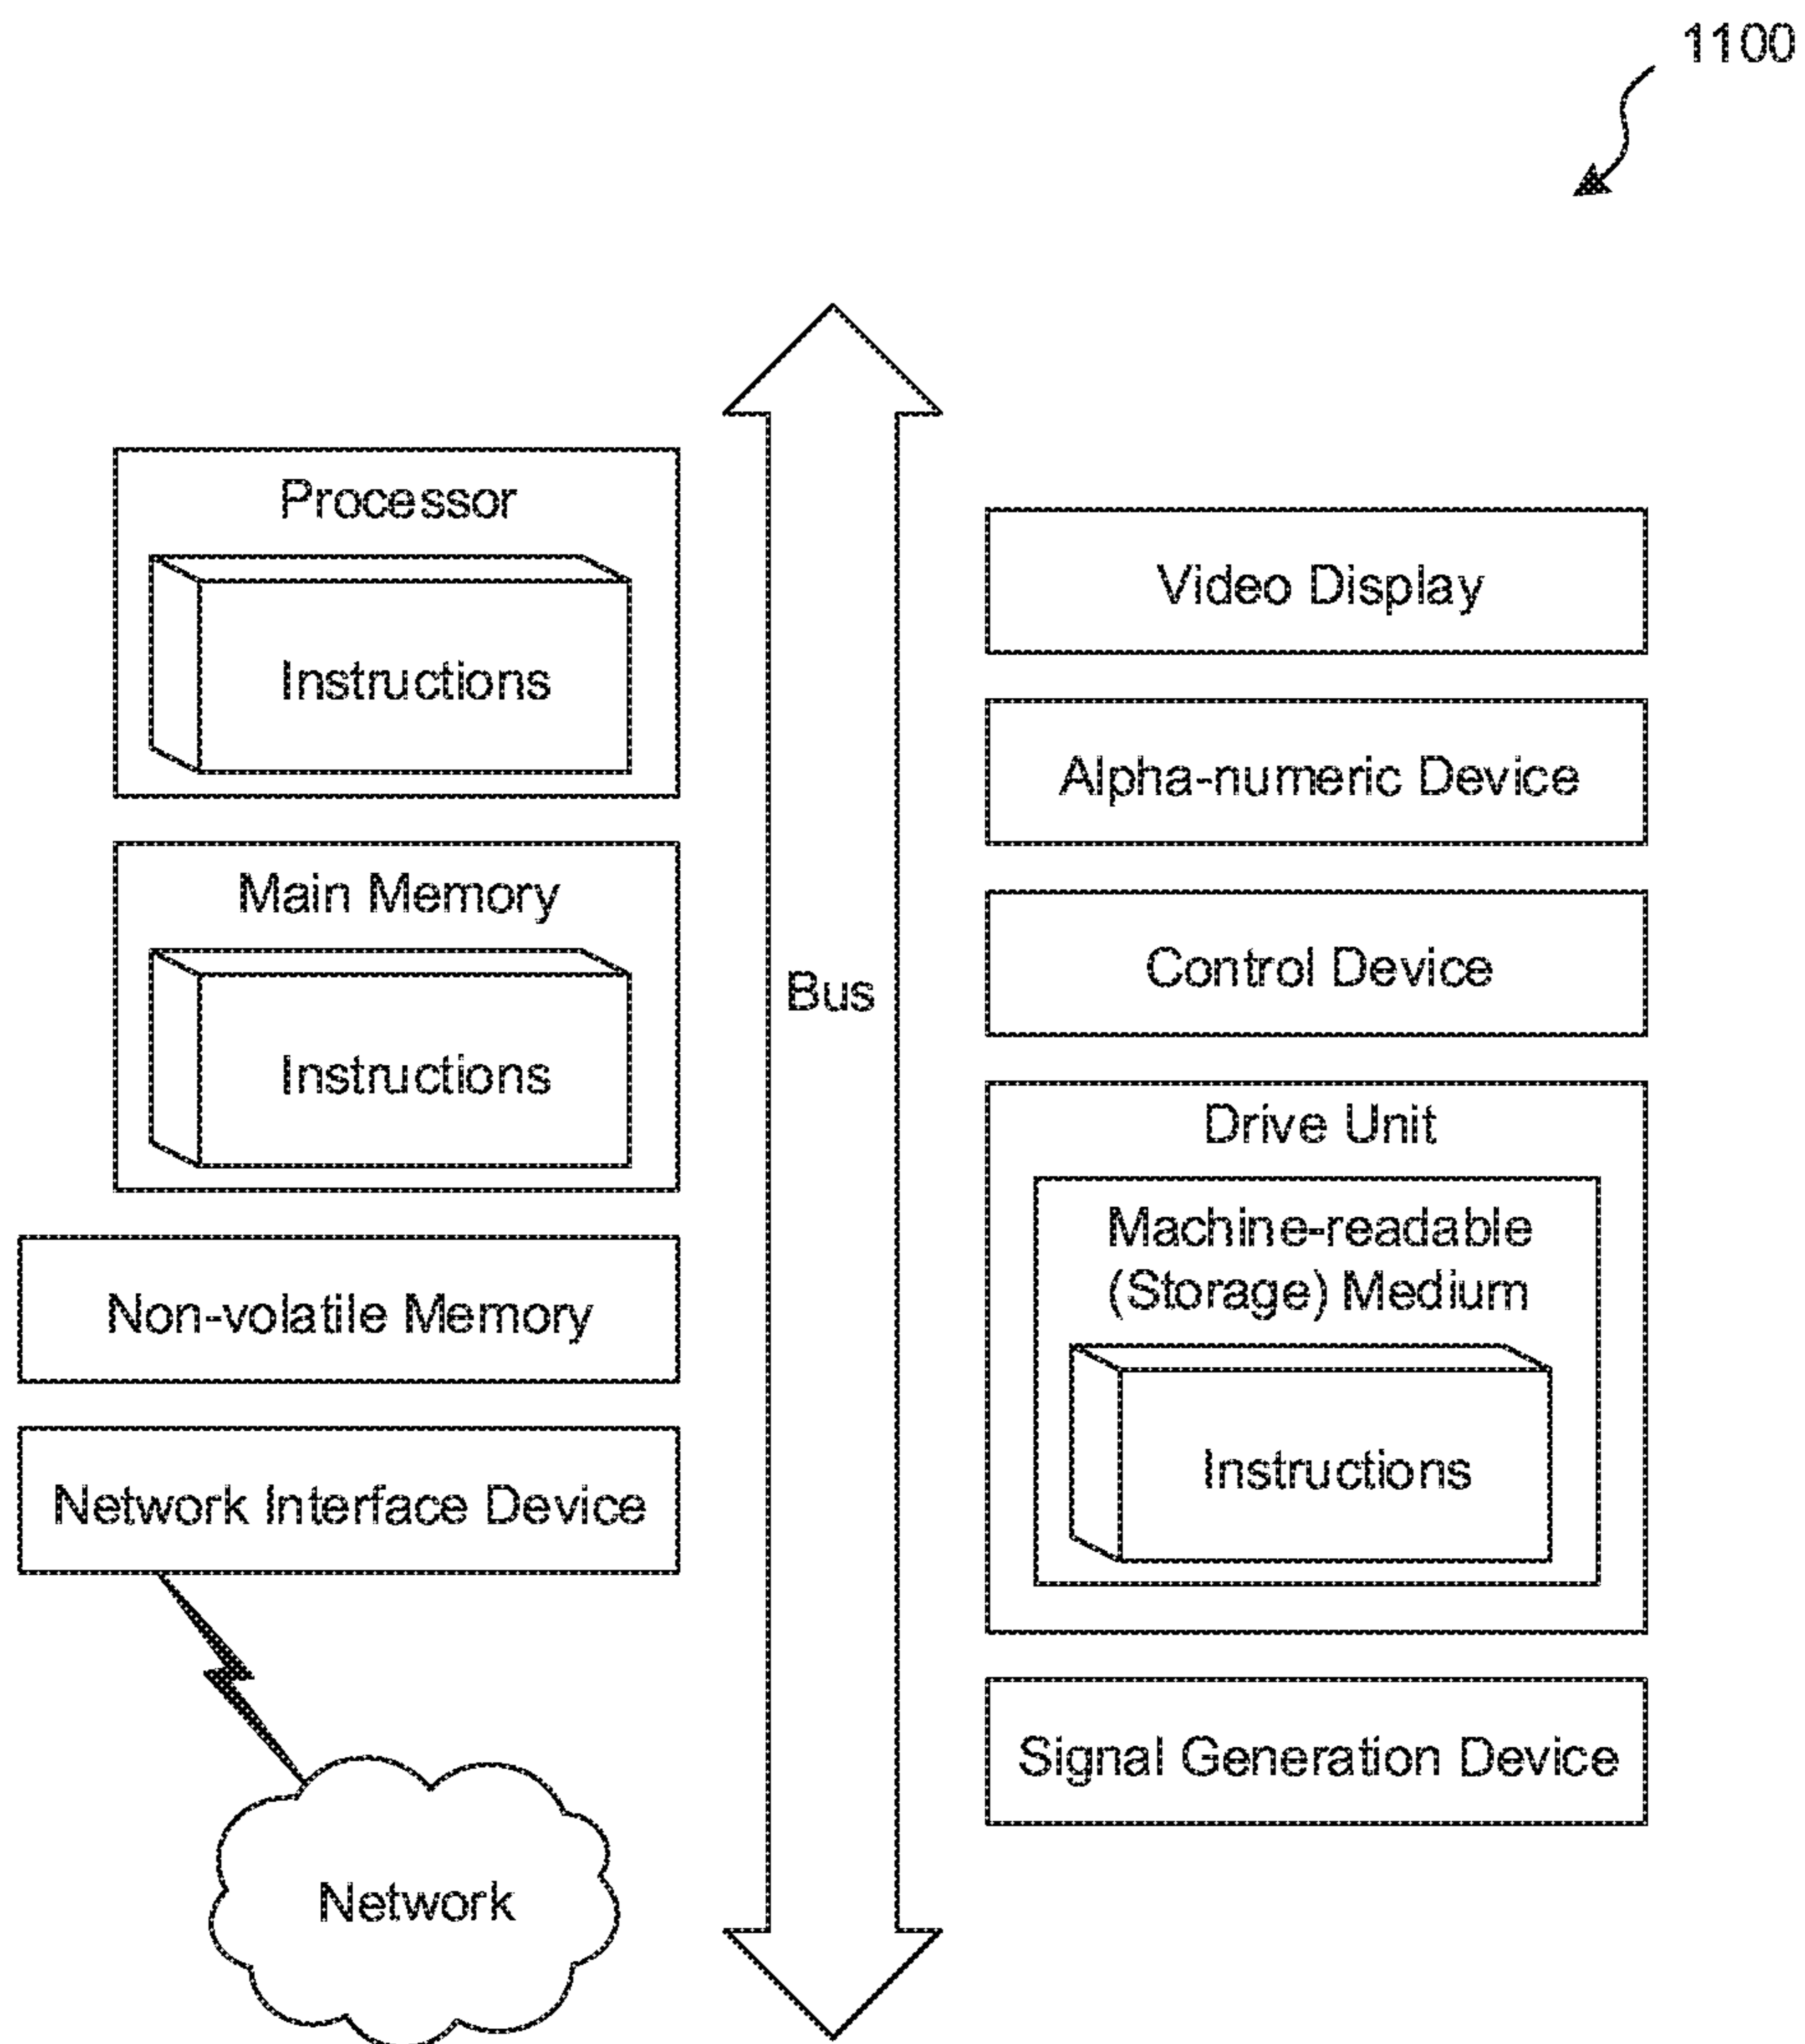 1100
Processor
Instructions
Main Memory
Instructions
Non-volatile Memory
Network Interface Device
Network
Bus
Video Display
Alpha-numeric Device
Control Device
Drive Unit
Machine-readable
(Storage) Medium
Instructions
Signal Generation Device